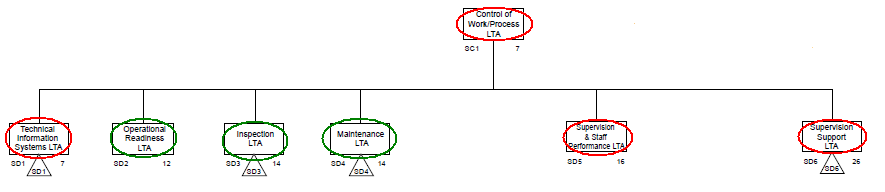 Control of
Work/Process
LTA
SC1 7
Technical
Information
Systems LTA
SD1 7
SD1
Operational
Readiness
LTA
SD2 12
Inspection
LTA
SD3 14
SD3
Maintenance
LTA
SD4 14
SD4
Supervision
& Staff
Performance LTA
SD5 16
Supervision
Support
LTA
SD6 26
SD6